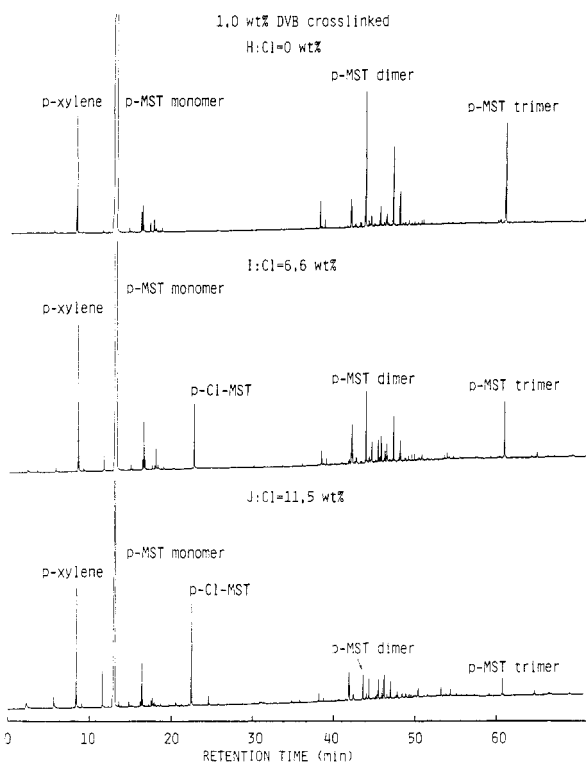 1,0 wt% DVB crosslinked
H:Cl=0 wt%
p-MST dimer
p-xylene
p-MST monomer
p-MST trimer
I:Cl=6,6 wt%
p-MST monomer
p-xylene
p-Cl-MST
p-MST dimer
p-MST trimer
J:Cl=11,5 wt%
p-MST monomer
p-xylene
p-Cl-MST
p-MST dimer
p-MST trimer
0 10 20 30 40 50 60
RETENTION TIME (min)